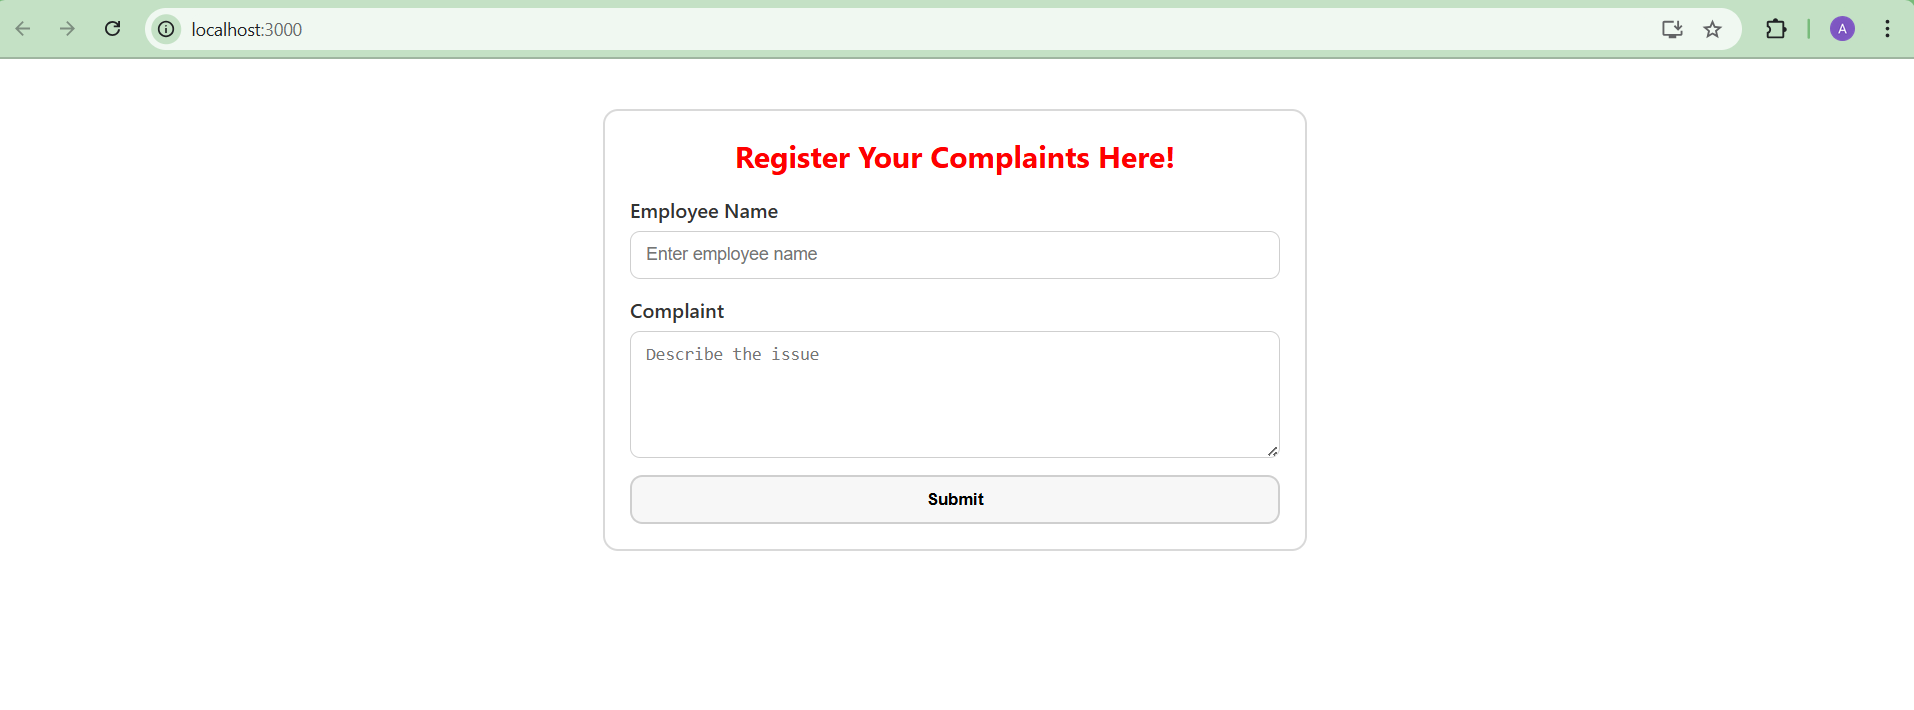 localhost:3000
A
Register Your Complaints Here!
Employee Name
Enter employee name
Complaint
Describe the issue
Submit